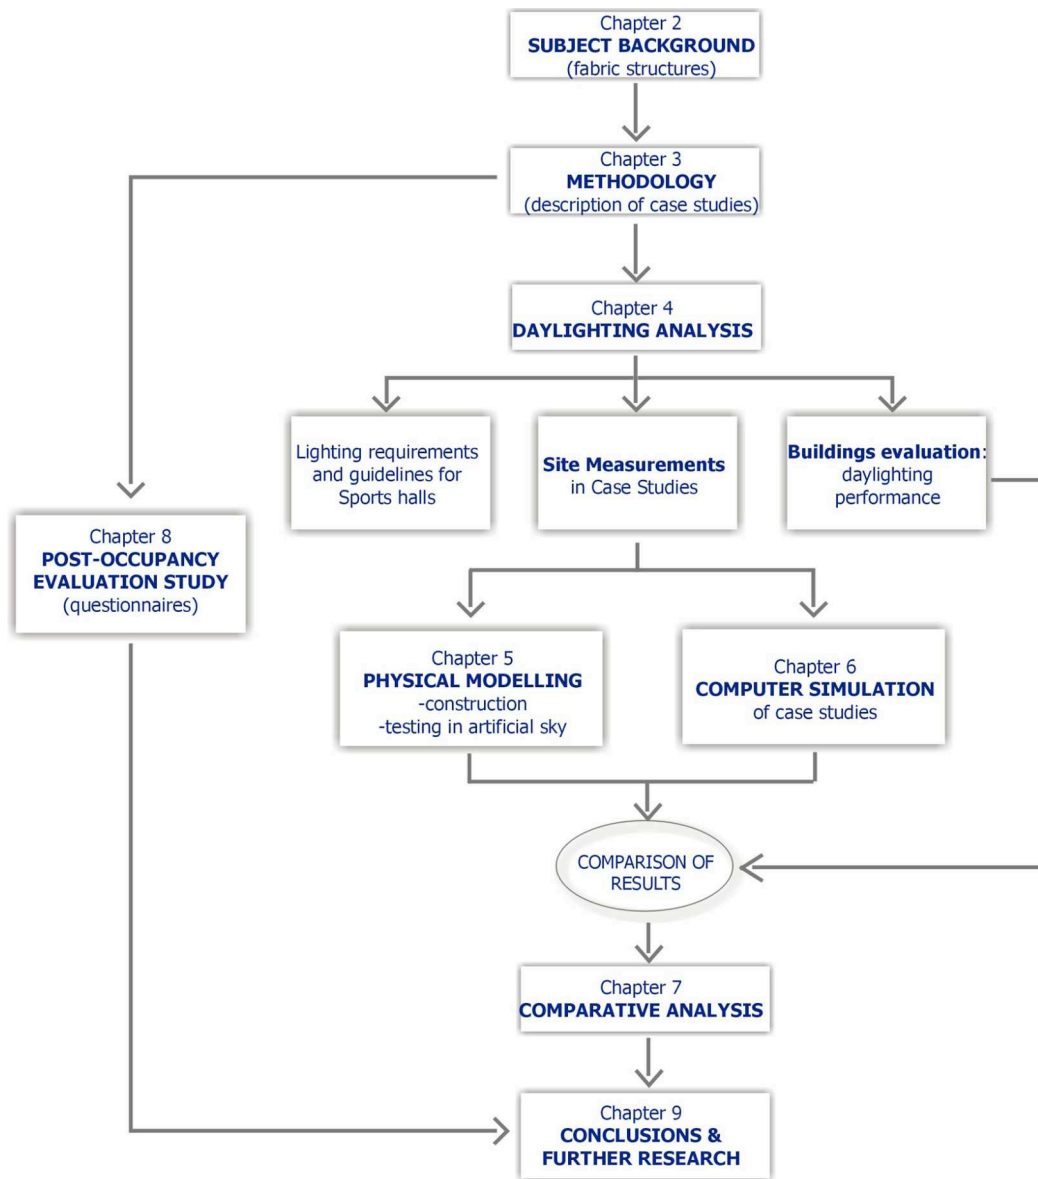 Chapter 2
SUBJECT BACKGROUND
(fabric structures)
Chapter 3
METHODOLOGY
(description of case studies)
Chapter 4
DAYLIGHTING ANALYSIS
Lighting requirements
and guidelines for
Sports halls
Site Measurements
in Case Studies
Buildings evaluation:
daylighting
performance
Chapter 8
POST-OCCUPANCY
EVALUATION STUDY
(questionnaires)
Chapter 5
PHYSICAL MODELLING
-construction
-testing in artificial sky
Chapter 6
COMPUTER SIMULATION
of case studies
COMPARISON OF
RESULTS
Chapter 7
COMPARATIVE ANALYSIS
Chapter 9
CONCLUSIONS &
FURTHER RESEARCH